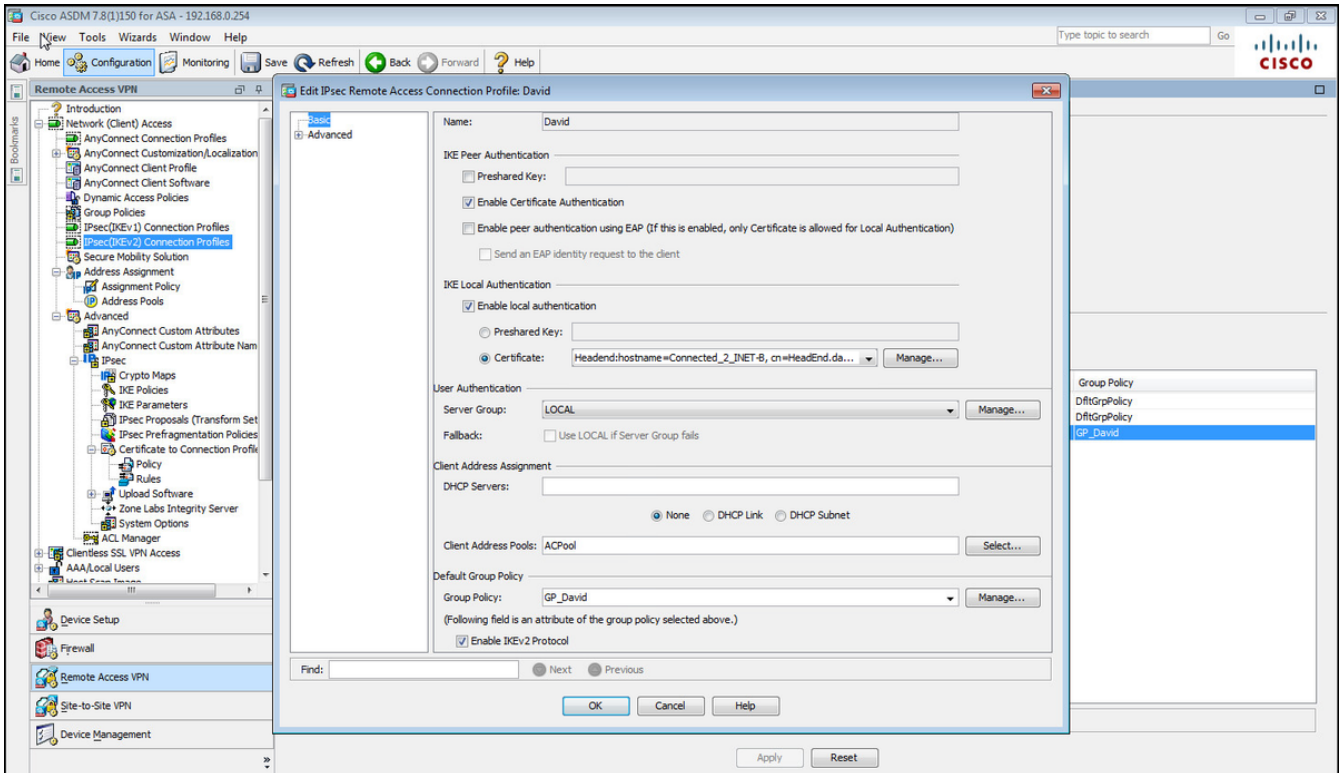 Cisco ASDM 7.8(1)150 for ASA - 192.168.0.254
File View Tools Wizards Window Help
Type topic to search Go
Home Configuration Monitoring Save Refresh Back Forward Help
CISCO
Bookmarks
Remote Access VPN
Introduction
Network (Client) Access
AnyConnect Connection Profiles
AnyConnect Customization/Localization
AnyConnect Client Profile
AnyConnect Client Software
Dynamic Access Policies
Group Policies
IPsec(IKEv1) Connection Profiles
IPsec(IKEv2) Connection Profiles
Secure Mobility Solution
Address Assignment
Assignment Policy
Address Pools
Advanced
AnyConnect Custom Attributes
AnyConnect Custom Attribute Nam
IPsec
Crypto Maps
IKE Policies
IKE Parameters
IPsec Proposals (Transform Set
IPsec Prefragmentation Policies
Certificate to Connection Profile
Policy
Rules
Upload Software
Zone Labs Integrity Server
System Options
ACL Manager
Clientless SSL VPN Access
AAA/Local Users
Host Scan Image
Device Setup
Firewall
Remote Access VPN
Site-to-Site VPN
Device Management
Edit IPsec Remote Access Connection Profile: David
Basic
Advanced
Name: David
IKE Peer Authentication
Preshared Key:
Enable Certificate Authentication
Enable peer authentication using EAP (If this is enabled, only Certificate is allowed for Local Authentication)
Send an EAP identity request to the client
IKE Local Authentication
Enable local authentication
Preshared Key:
Certificate: Headend:hostname=Connected_2_INET-B, cn=HeadEnd.da... Manage...
User Authentication
Server Group: LOCAL Manage...
Fallback: Use LOCAL if Server Group fails
Client Address Assignment
DHCP Servers:
None DHCP Link DHCP Subnet
Client Address Pools: ACPool Select...
Default Group Policy
Group Policy: GP_David Manage...
(Following field is an attribute of the group policy selected above.)
Enable IKEv2 Protocol
Find: Next Previous
OK Cancel Help
Group Policy
DfltGrpPolicy
DfltGrpPolicy
GP_David
Apply Reset